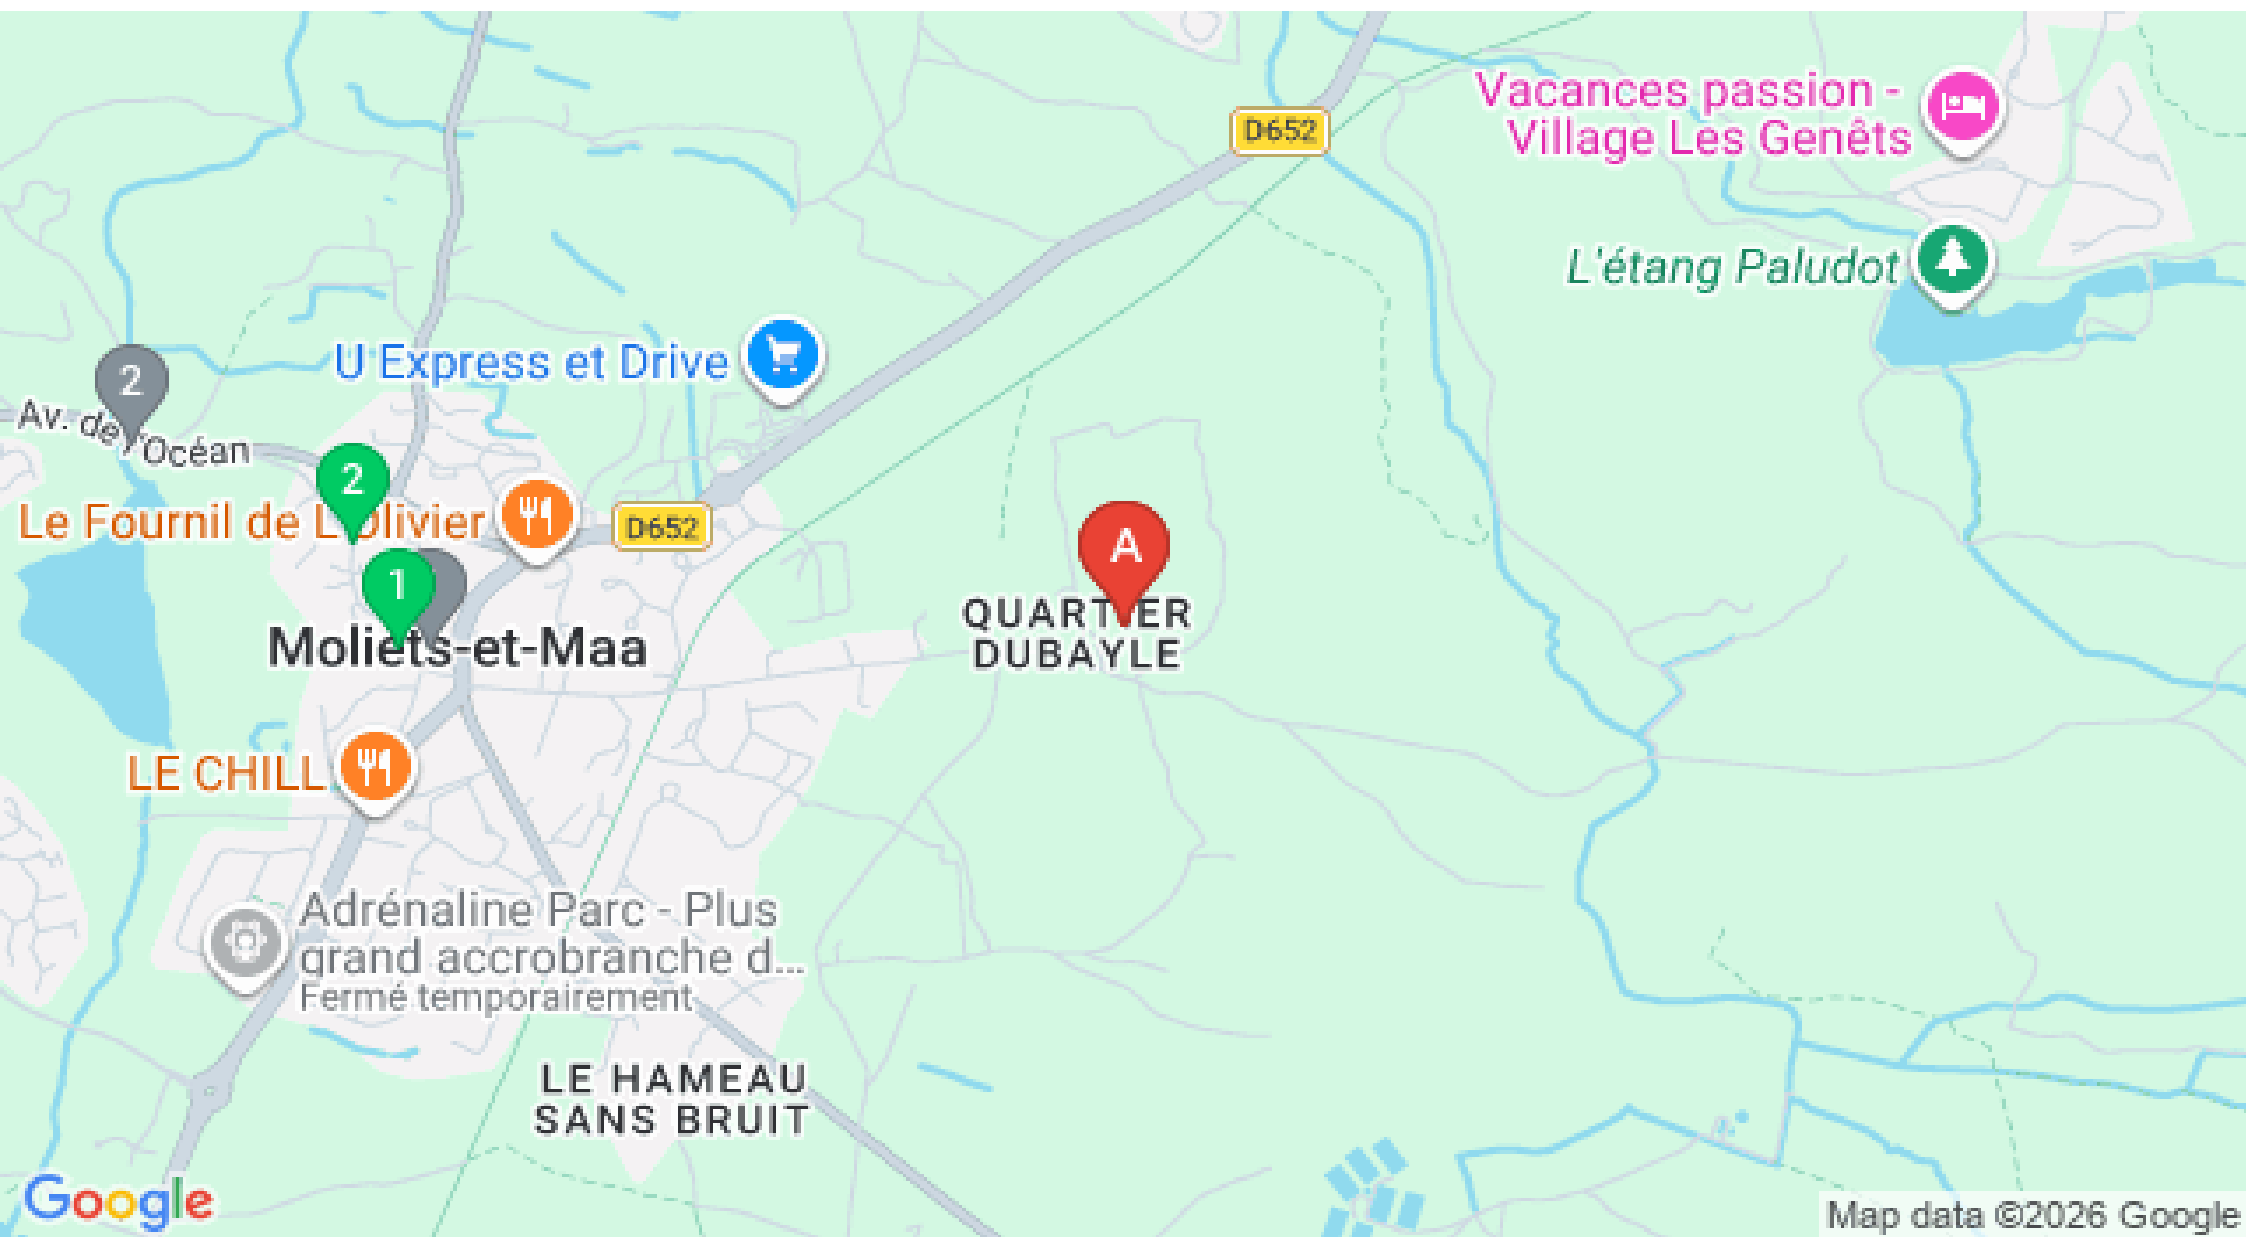 Vacances passion -
Village Les Genêts
D652
L'étang Paludot
U Express et Drive
2
Av. de l'Océan
2
Le Fournil de L'Olivier
D652
A
1
QUARTIER
DUBAYLE
Moliets-et-Maa
LE CHILL
Adrénaline Parc - Plus
grand accrobranche d...
Fermé temporairement
LE HAMEAU
SANS BRUIT
Google
Map data ©2026 Google